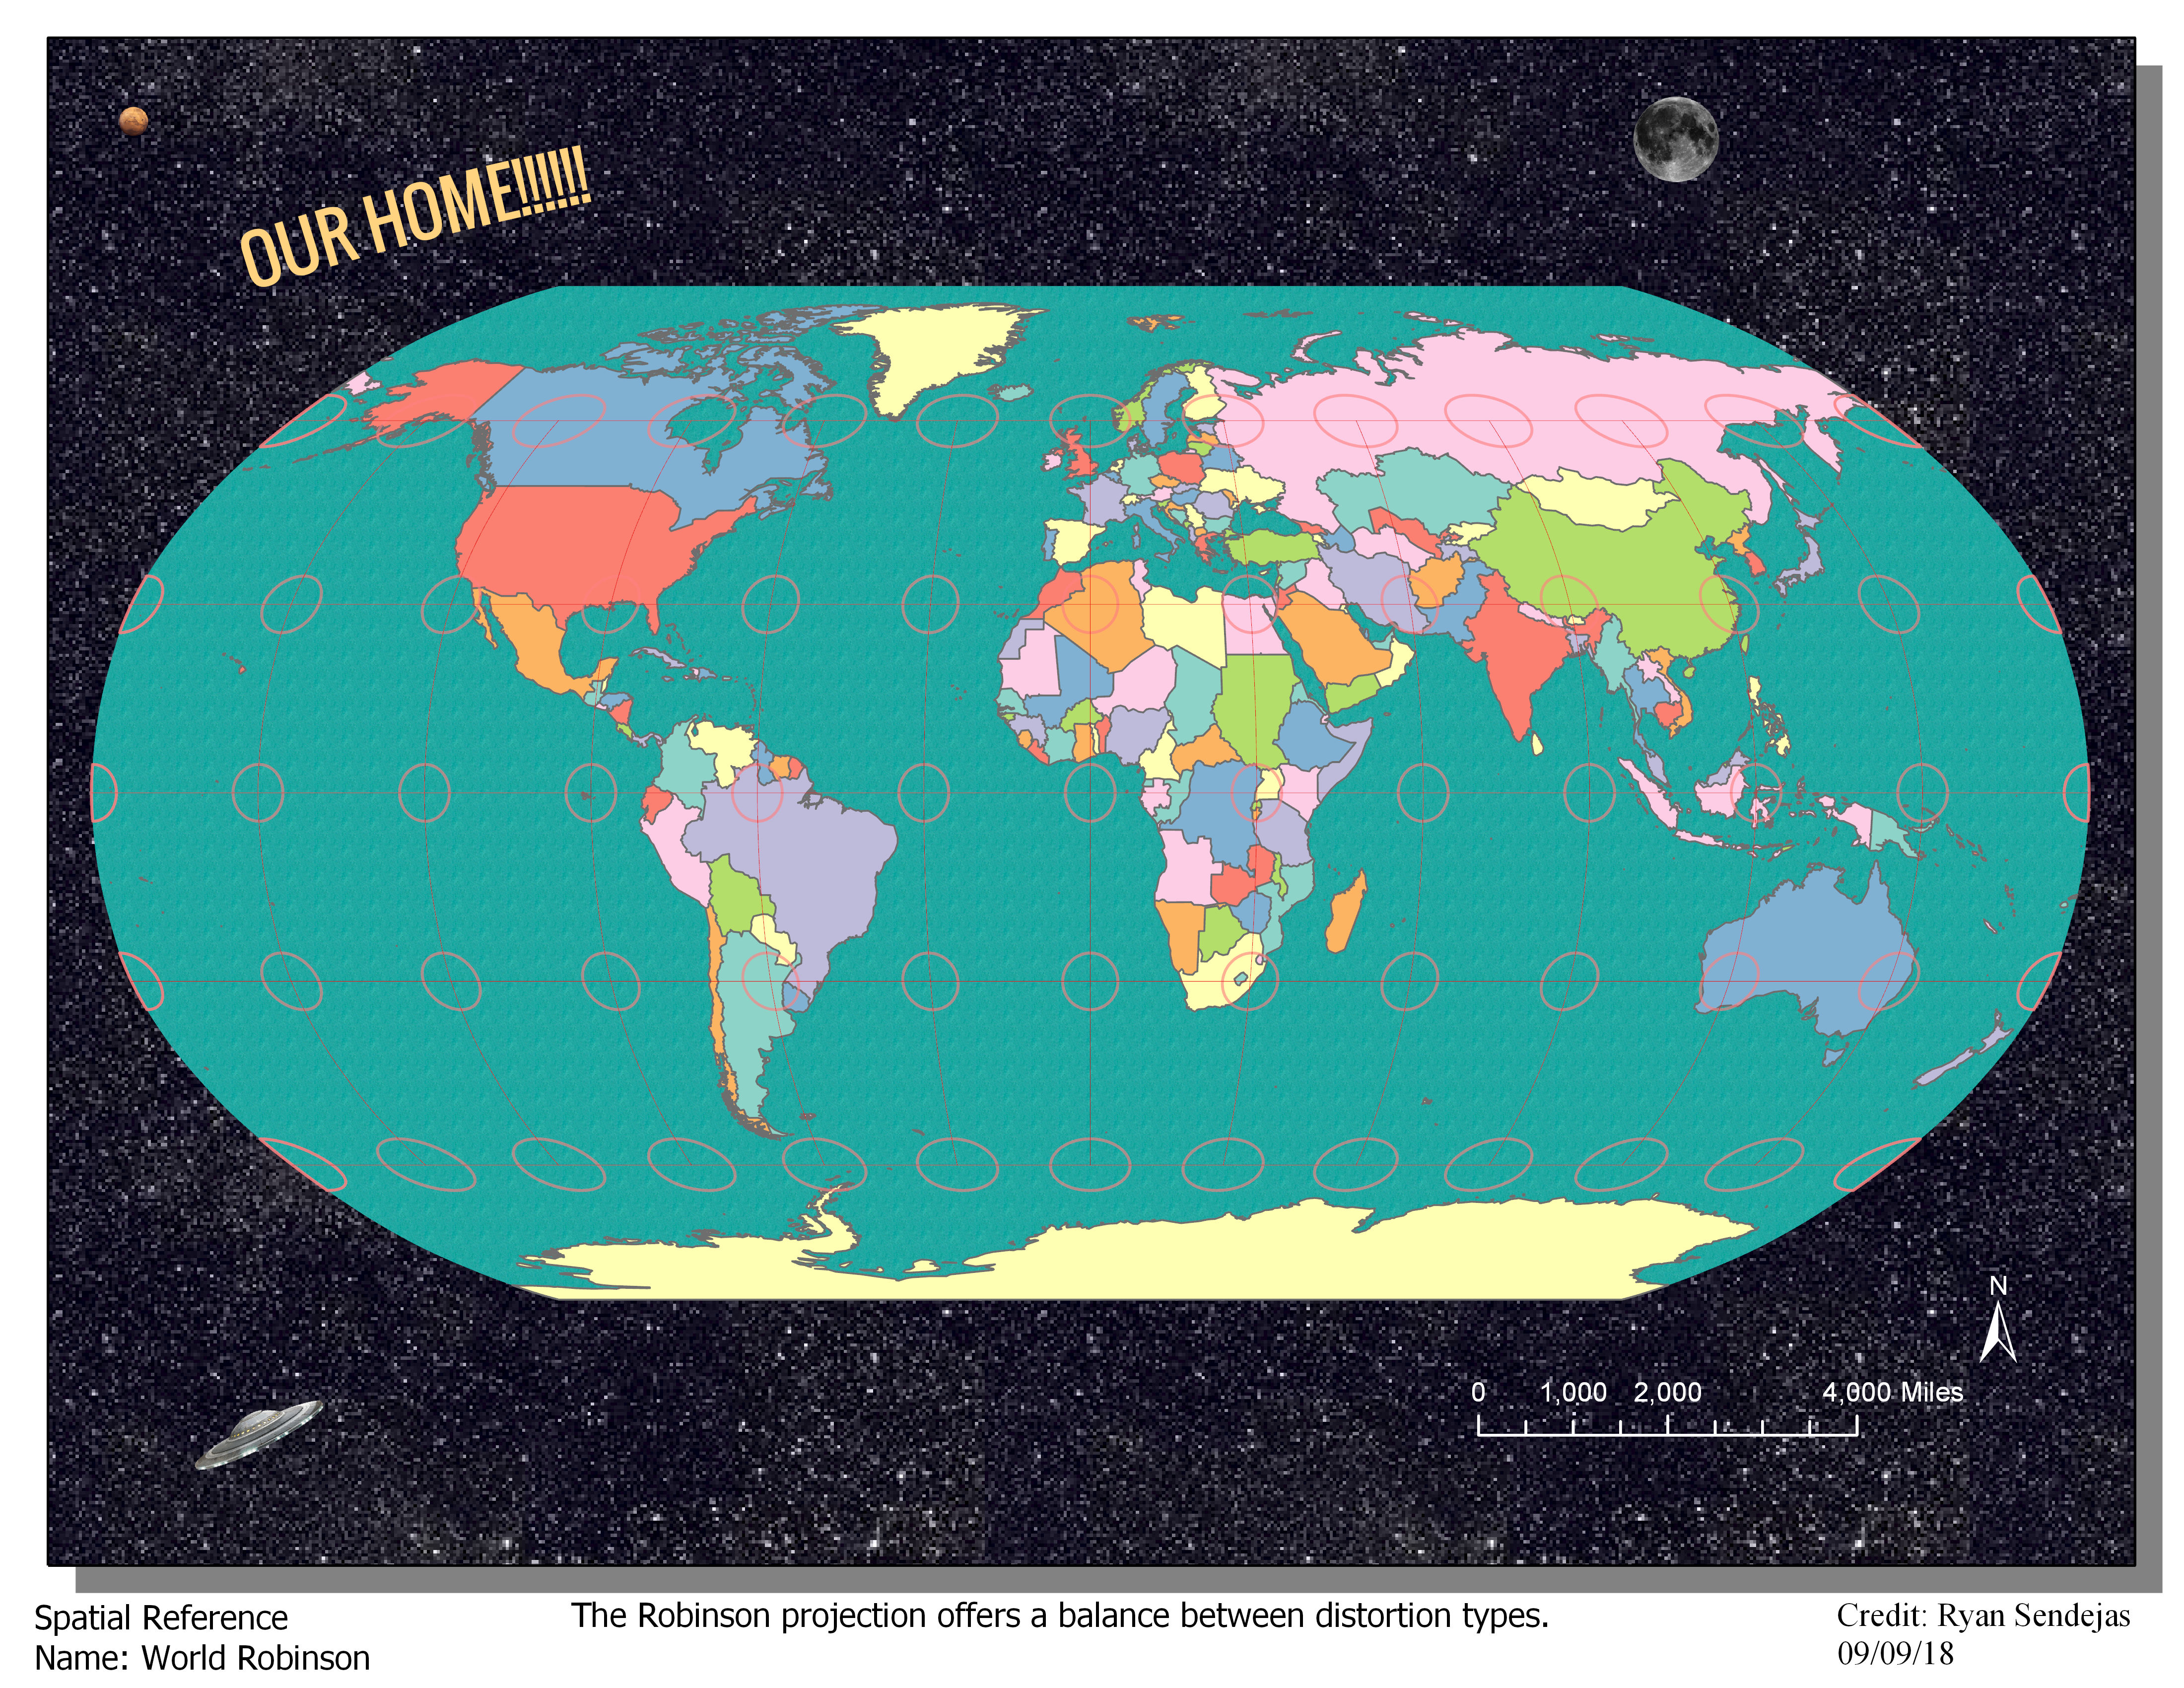 OUR HOME!!!!!!!
N
0 1,000 2,000 4,000 Miles
Spatial Reference
Name: World Robinson
The Robinson projection offers a balance between distortion types.
Credit: Ryan Sendejas
09/09/18